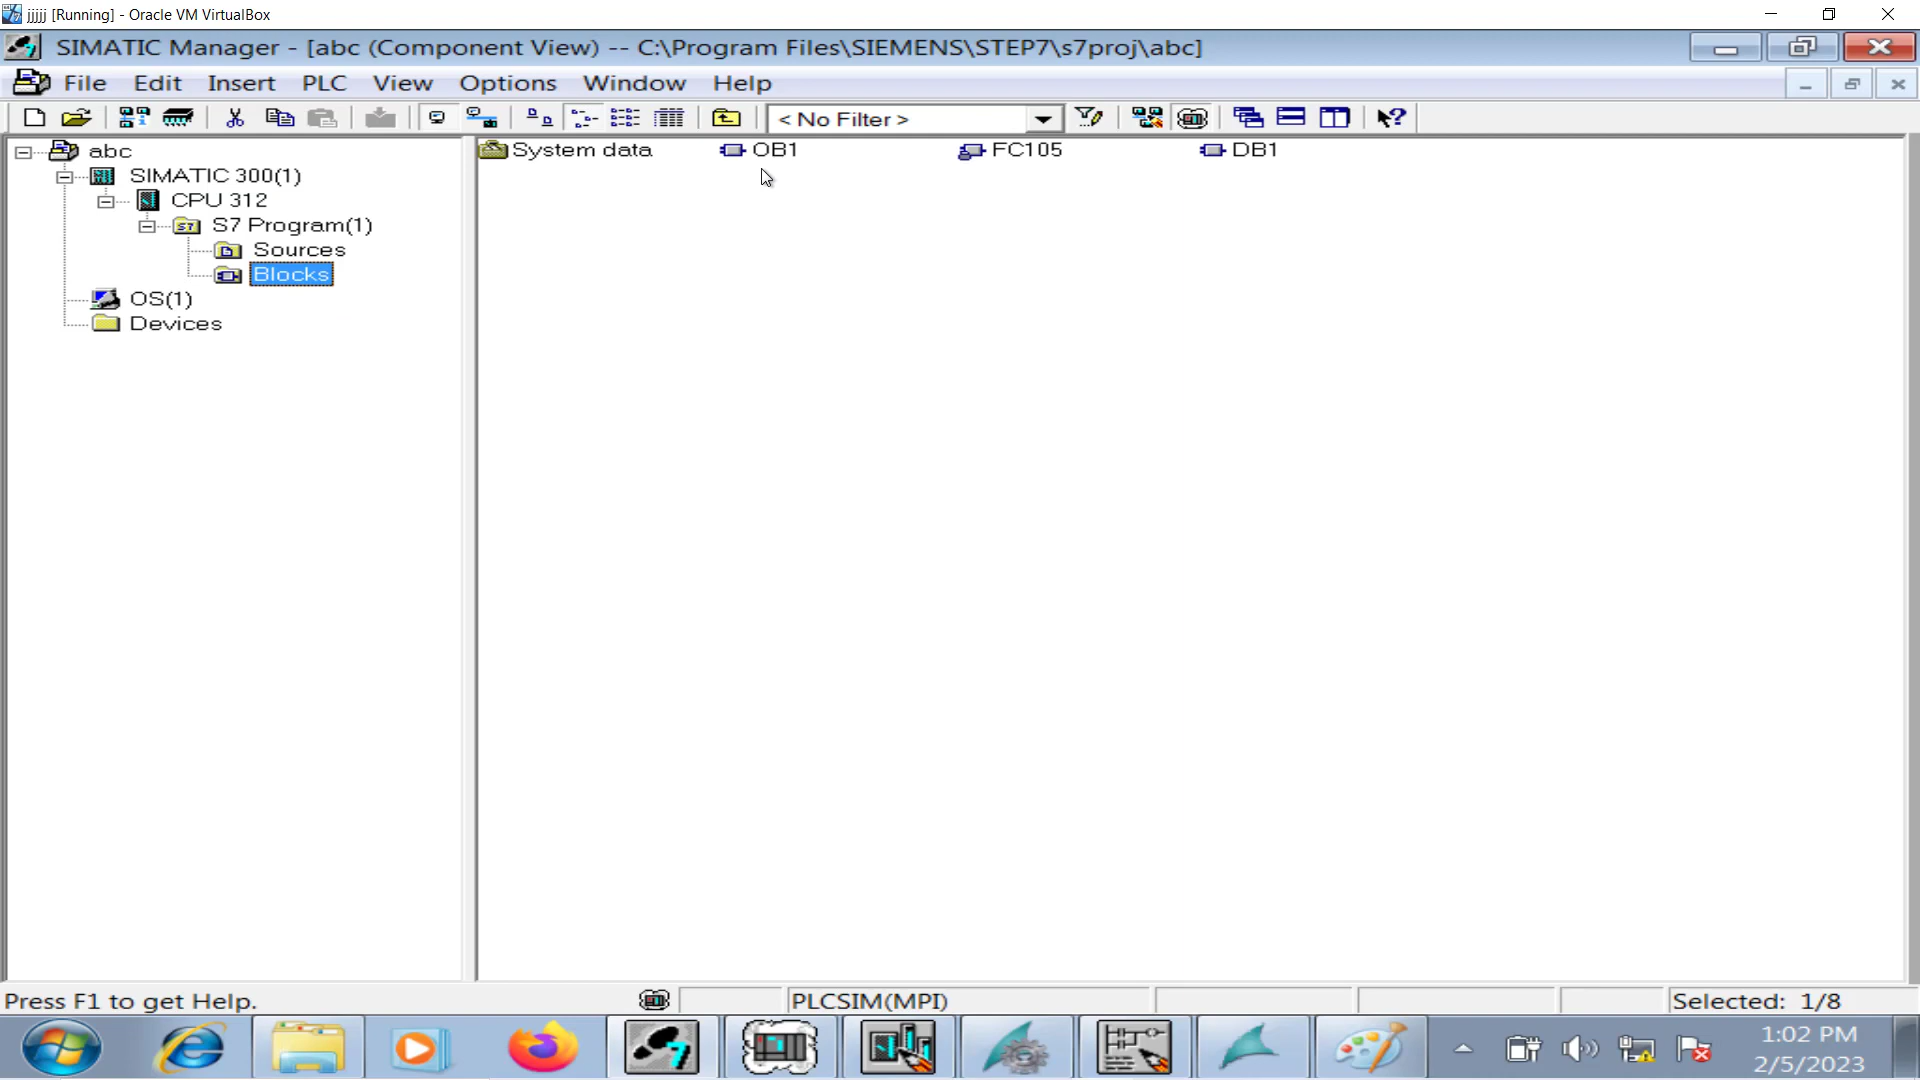 jjjjj [Running] - Oracle VM VirtualBox
SIMATIC Manager - [abc (Component View) -- C:\Program Files\SIEMENS\STEP7\s7proj\abc]
File Edit Insert PLC View Options Window Help
< No Filter >
abc
SIMATIC 300(1)
CPU 312
S7 Program(1)
Sources
Blocks
OS(1)
Devices
System data OB1 FC105 DB1
Press F1 to get Help.
PLCSIM(MPI)
Selected: 1/8
1:02 PM
2/5/2023